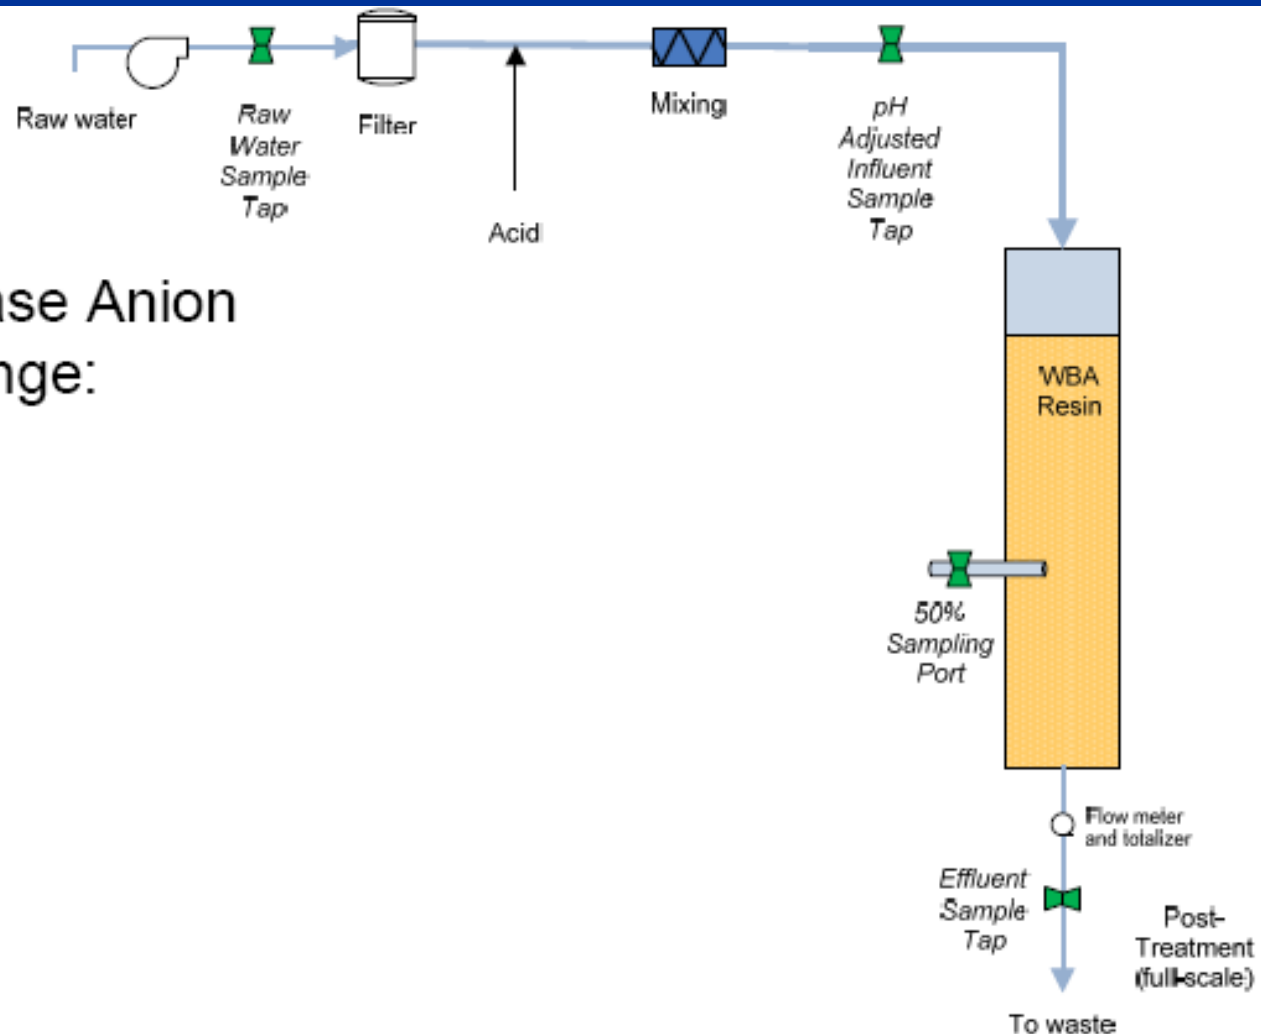 Raw water
Raw
Water
Sample
Tap
Filter
Acid
Mixing
pH
Adjusted
Influent
Sample
Tap
ase Anion
nge:
WBA
Resin
50%
Sampling
Port
Flow meter
and totalizer
Effluent
Sample
Tap
Post-
Treatment
(full-scale)
To waste